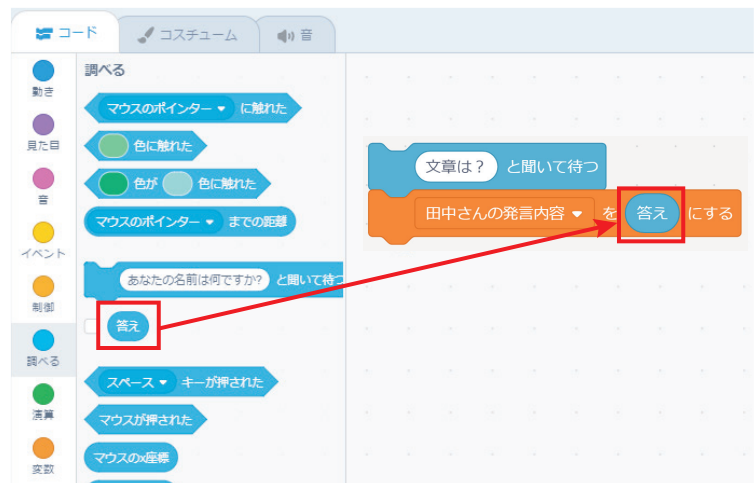 コード
コスチューム
音
動き
見た目
音
イベント
制御
調べる
演算
変数
調べる
マウスのポインター に触れた
色に触れた
色が 色に触れた
マウスのポインター までの距離
あなたの名前は何ですか? と聞いて待つ
答え
スペース キーが押された
マウスが押された
マウスのx座標
文章は? と聞いて待つ
田中さんの発言内容 を 答え にする